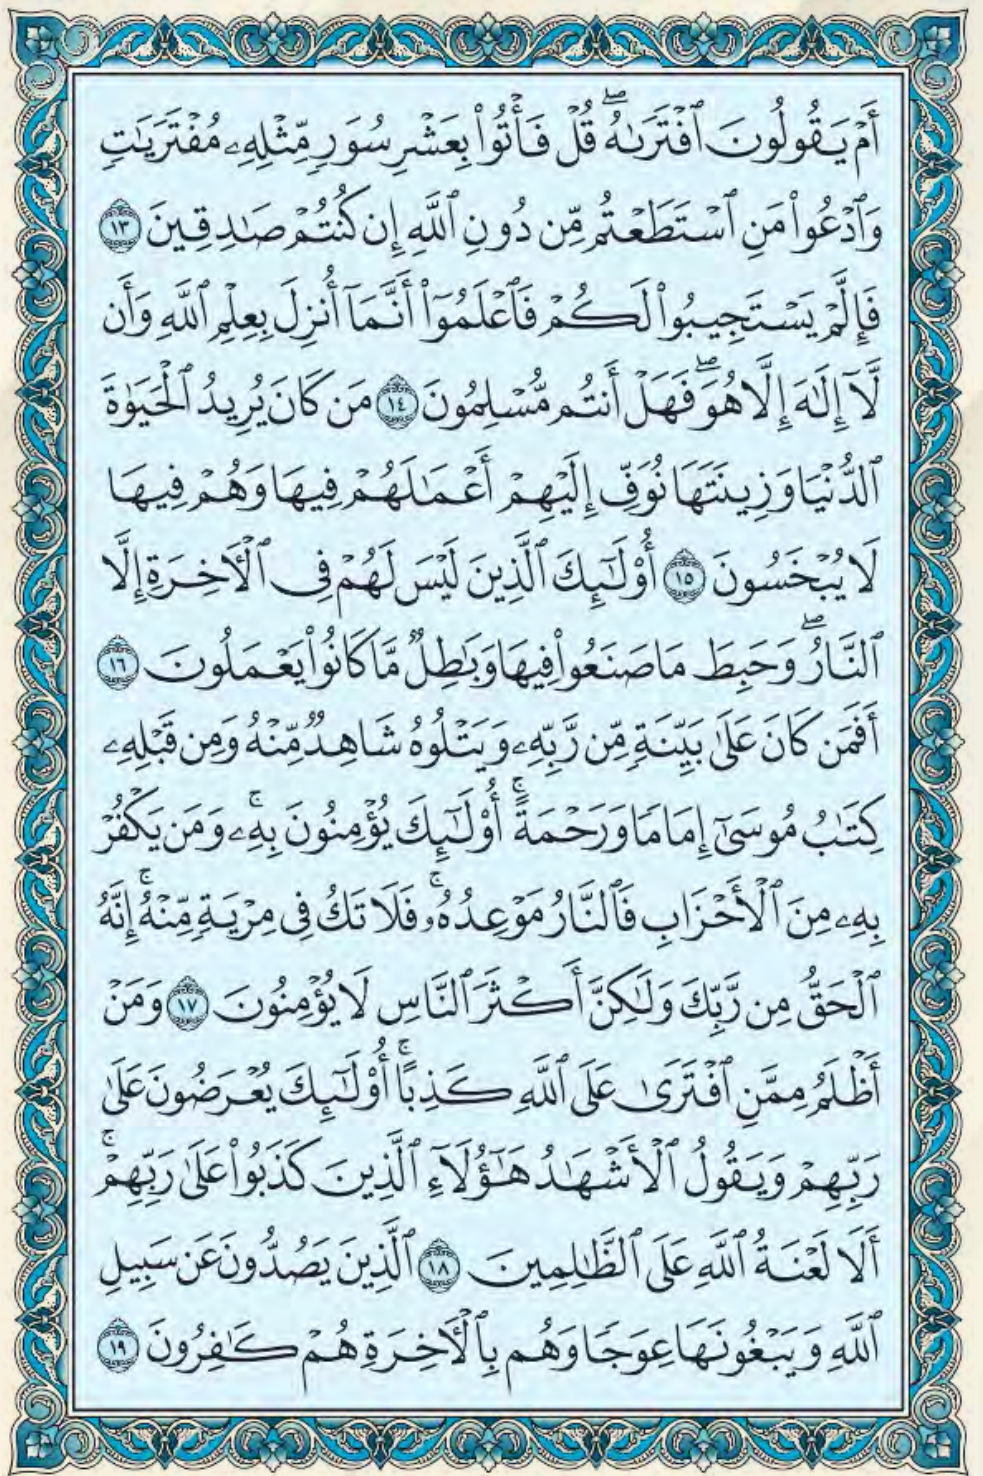 أَمْ يَقُولُونَ ٱفْتَرَىٰهُ ۖ قُلْ فَأْتُوا۟ بِعَشْرِ سُوَرٍ مِّثْلِهِۦ مُفْتَرَيَٰتٍ
وَٱدْعُوا۟ مَنِ ٱسْتَطَعْتُم مِّن دُونِ ٱللَّهِ إِن كُنتُمْ صَٰدِقِينَ ١٣
فَإِلَّمْ يَسْتَجِيبُوا۟ لَكُمْ فَٱعْلَمُوٓا۟ أَنَّمَآ أُنزِلَ بِعِلْمِ ٱللَّهِ وَأَن
لَّآ إِلَٰهَ إِلَّا هُوَ ۖ فَهَلْ أَنتُم مُّسْلِمُونَ ١٤ مَن كَانَ يُرِيدُ ٱلْحَيَوٰةَ
ٱلدُّنْيَا وَزِينَتَهَا نُوَفِّ إِلَيْهِمْ أَعْمَٰلَهُمْ فِيهَا وَهُمْ فِيهَا
لَا يُبْخَسُونَ ١٥ أُو۟لَٰٓئِكَ ٱلَّذِينَ لَيْسَ لَهُمْ فِى ٱلْءَاخِرَةِ إِلَّا
ٱلنَّارُ ۖ وَحَبِطَ مَا صَنَعُوا۟ فِيهَا وَبَٰطِلٌ مَّا كَانُوا۟ يَعْمَلُونَ ١٦
أَفَمَن كَانَ عَلَىٰ بَيِّنَةٍ مِّن رَّبِّهِۦ وَيَتْلُوهُ شَاهِدٌ مِّنْهُ وَمِن قَبْلِهِۦ
كِتَٰبُ مُوسَىٰٓ إِمَامًا وَرَحْمَةً ۚ أُو۟لَٰٓئِكَ يُؤْمِنُونَ بِهِۦ ۚ وَمَن يَكْفُرْ
بِهِۦ مِنَ ٱلْأَحْزَابِ فَٱلنَّارُ مَوْعِدُهُۥ ۚ فَلَا تَكُ فِى مِرْيَةٍ مِّنْهُ ۚ إِنَّهُ
ٱلْحَقُّ مِن رَّبِّكَ وَلَٰكِنَّ أَكْثَرَ ٱلنَّاسِ لَا يُؤْمِنُونَ ١٧ وَمَنْ
أَظْلَمُ مِمَّنِ ٱفْتَرَىٰ عَلَى ٱللَّهِ كَذِبًا ۚ أُو۟لَٰٓئِكَ يُعْرَضُونَ عَلَىٰ
رَبِّهِمْ وَيَقُولُ ٱلْأَشْهَٰدُ هَٰٓؤُلَآءِ ٱلَّذِينَ كَذَبُوا۟ عَلَىٰ رَبِّهِمْ ۚ
أَلَا لَعْنَةُ ٱللَّهِ عَلَى ٱلظَّٰلِمِينَ ١٨ ٱلَّذِينَ يَصُدُّونَ عَن سَبِيلِ
ٱللَّهِ وَيَبْغُونَهَا عِوَجًا وَهُم بِٱلْءَاخِرَةِ هُمْ كَٰفِرُونَ ١٩